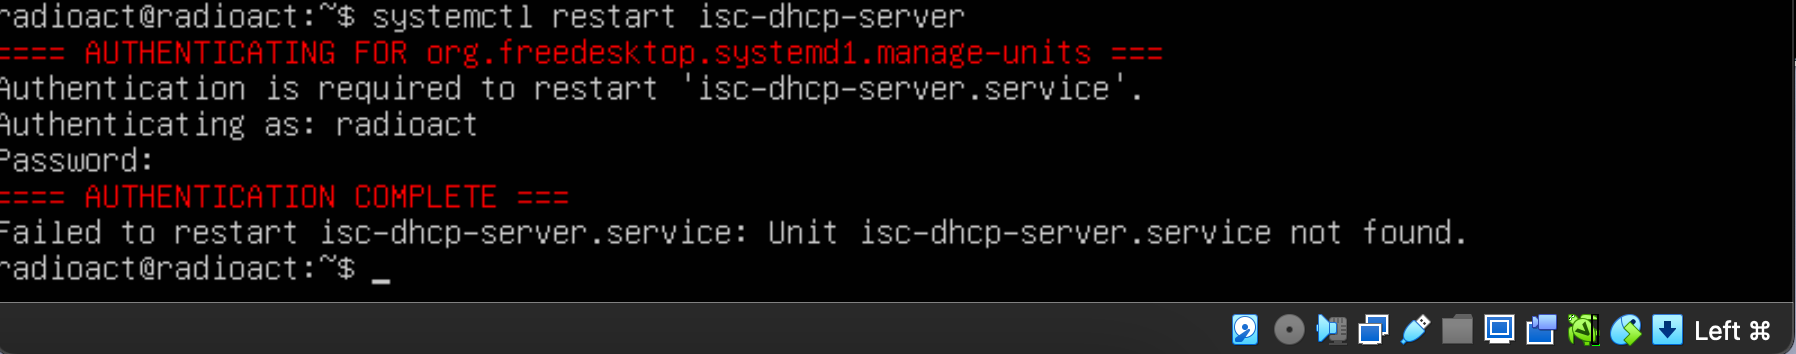 radioact@radioact:~$ systemctl restart isc-dhcp-server
==== AUTHENTICATING FOR org.freedesktop.systemd1.manage-units ===
Authentication is required to restart 'isc-dhcp-server.service'.
Authenticating as: radioact
Password:
==== AUTHENTICATION COMPLETE ===
Failed to restart isc-dhcp-server.service: Unit isc-dhcp-server.service not found.
radioact@radioact:~$ _
Left ⌘